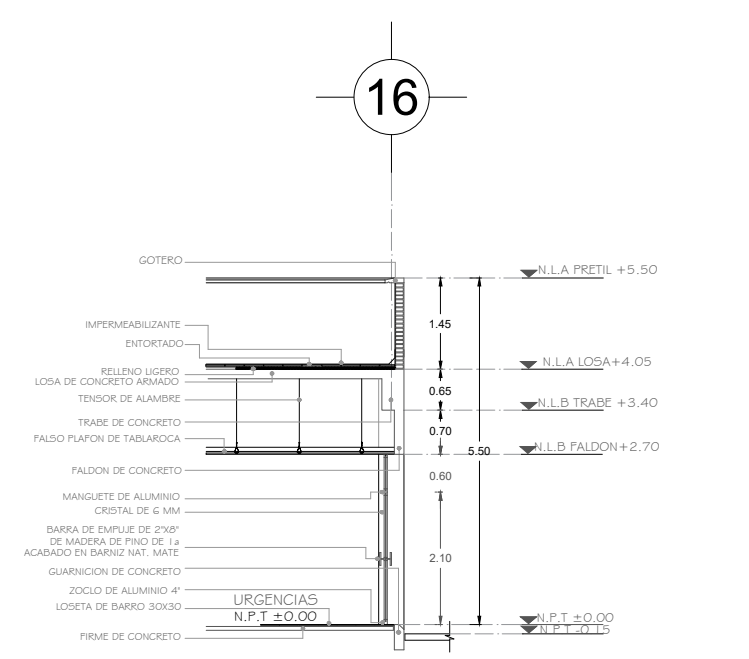 16
GOTERO
N.L.A PRETIL +5.50
IMPERMEABILIZANTE
1.45
ENTORTADO
N.L.A LOSA+4.05
RELLENO LIGERO
LOSA DE CONCRETO ARMADO
0.65
TENSOR DE ALAMBRE
N.L.B TRABE +3.40
TRABE DE CONCRETO
0.70
FALSO PLAFON DE TABLAROCA
N.L.B FALDON+2.70
5.50
FALDON DE CONCRETO
0.60
MANGUETE DE ALUMINIO
CRISTAL DE 6 MM
BARRA DE EMPUJE DE 2"X8"
DE MADERA DE PINO DE 1a
ACABADO EN BARNIZ NAT. MATE
2.10
GUARNICION DE CONCRETO
ZOCLO DE ALUMINIO 4"
LOSETA DE BARRO 30X30
URGENCIAS
N.P.T ±0.00
N.P.T ±0.00
N.P.T -0.15
FIRME DE CONCRETO